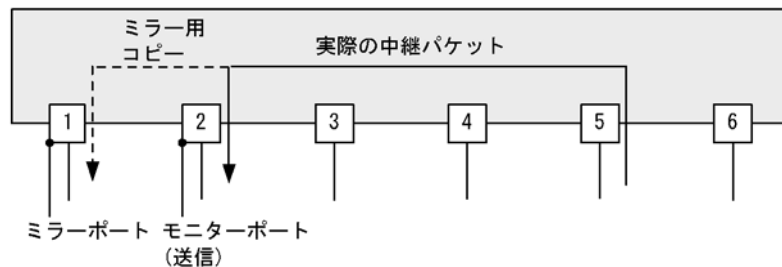 ミラー用
コピー
実際の中継パケット
1 2 3 4 5 6
ミラーポート モニターポート
(送信)